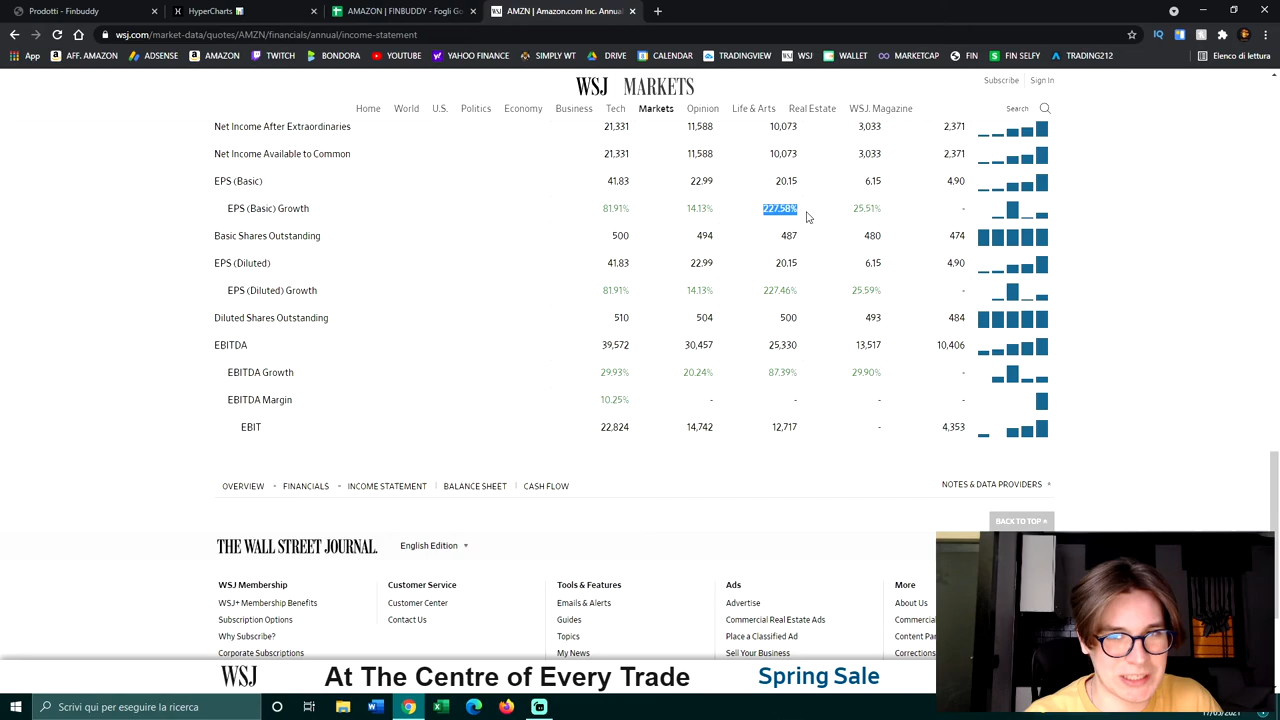 Prodotti - Finbuddy
AMAZON | FINBUDDY - Chan
AMAZON | FINBUDDY
AMZN |
wsj.com/market-data/quotes/AMZN/financials/annual/income-statement
App
AFF. AMAZON
ADSENSE
AMAZON
TWITCH
BONDORA
YOUTUBE
YAHOO FINANCE
SIMPLY WT
DRIVE
CALENDAR
TRADINGVIEW
WSJ
WALLET
MARKETCAP
FIN
FIN SELFY
TRADING212
Elenco di lettura
WSJ MARKETS
Subscribe Sign In
Home World U.S. Politics Economy Business Tech Markets Opinion Life & Arts Real Estate WSJ. Magazine Search
Net Income After Extraordinaries 21,331 11,588 10,073 3,033 2,371
Net Income Available to Common 21,331 11,588 10,073 3,033 2,371
EPS (Basic) 41.83 22.99 20.15 6.15 4.90
EPS (Basic) Growth 81.91% 14.13% 227.58% 25.51% -
Basic Shares Outstanding 500 494 487 480 474
EPS (Diluted) 41.83 22.99 20.15 6.15 4.90
EPS (Diluted) Growth 81.91% 14.13% 227.46% 25.59% -
Diluted Shares Outstanding 510 504 500 493 484
EBITDA 39,572 30,457 25,330 13,517 10,406
EBITDA Growth 29.93% 20.24% 87.39% 29.90% -
EBITDA Margin 10.25% - - - -
EBIT 22,824 14,742 12,717 - 4,353
OVERVIEW - FINANCIALS - INCOME STATEMENT | BALANCE SHEET | CASH FLOW
NOTES & DATA PROVIDERS
BACK TO TOP
THE WALL STREET JOURNAL.
English Edition
WSJ Membership Customer Service Tools & Features Ads More
WSJ+ Membership Benefits Customer Center Emails & Alerts Advertise About Us
Subscription Options Contact Us Guides Commercial Real Estate Ads
Why Subscribe? Topics Place a Classified Ad
Corporate Subscriptions My News Sell Your Business
WSJ At The Centre of Every Trade Spring Sale
Scrivi qui per eseguire la ricerca